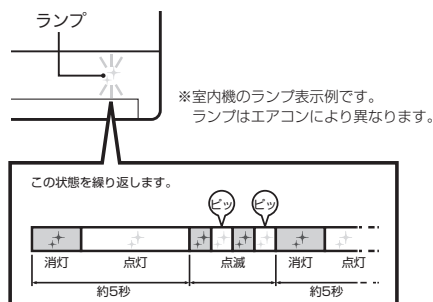 ランプ
※室内機のランプ表示例です。
ランプはエアコンにより異なります。
この状態を繰り返します。
ピッ ピッ
消灯 点灯 点滅 消灯 点灯
約5秒 約5秒